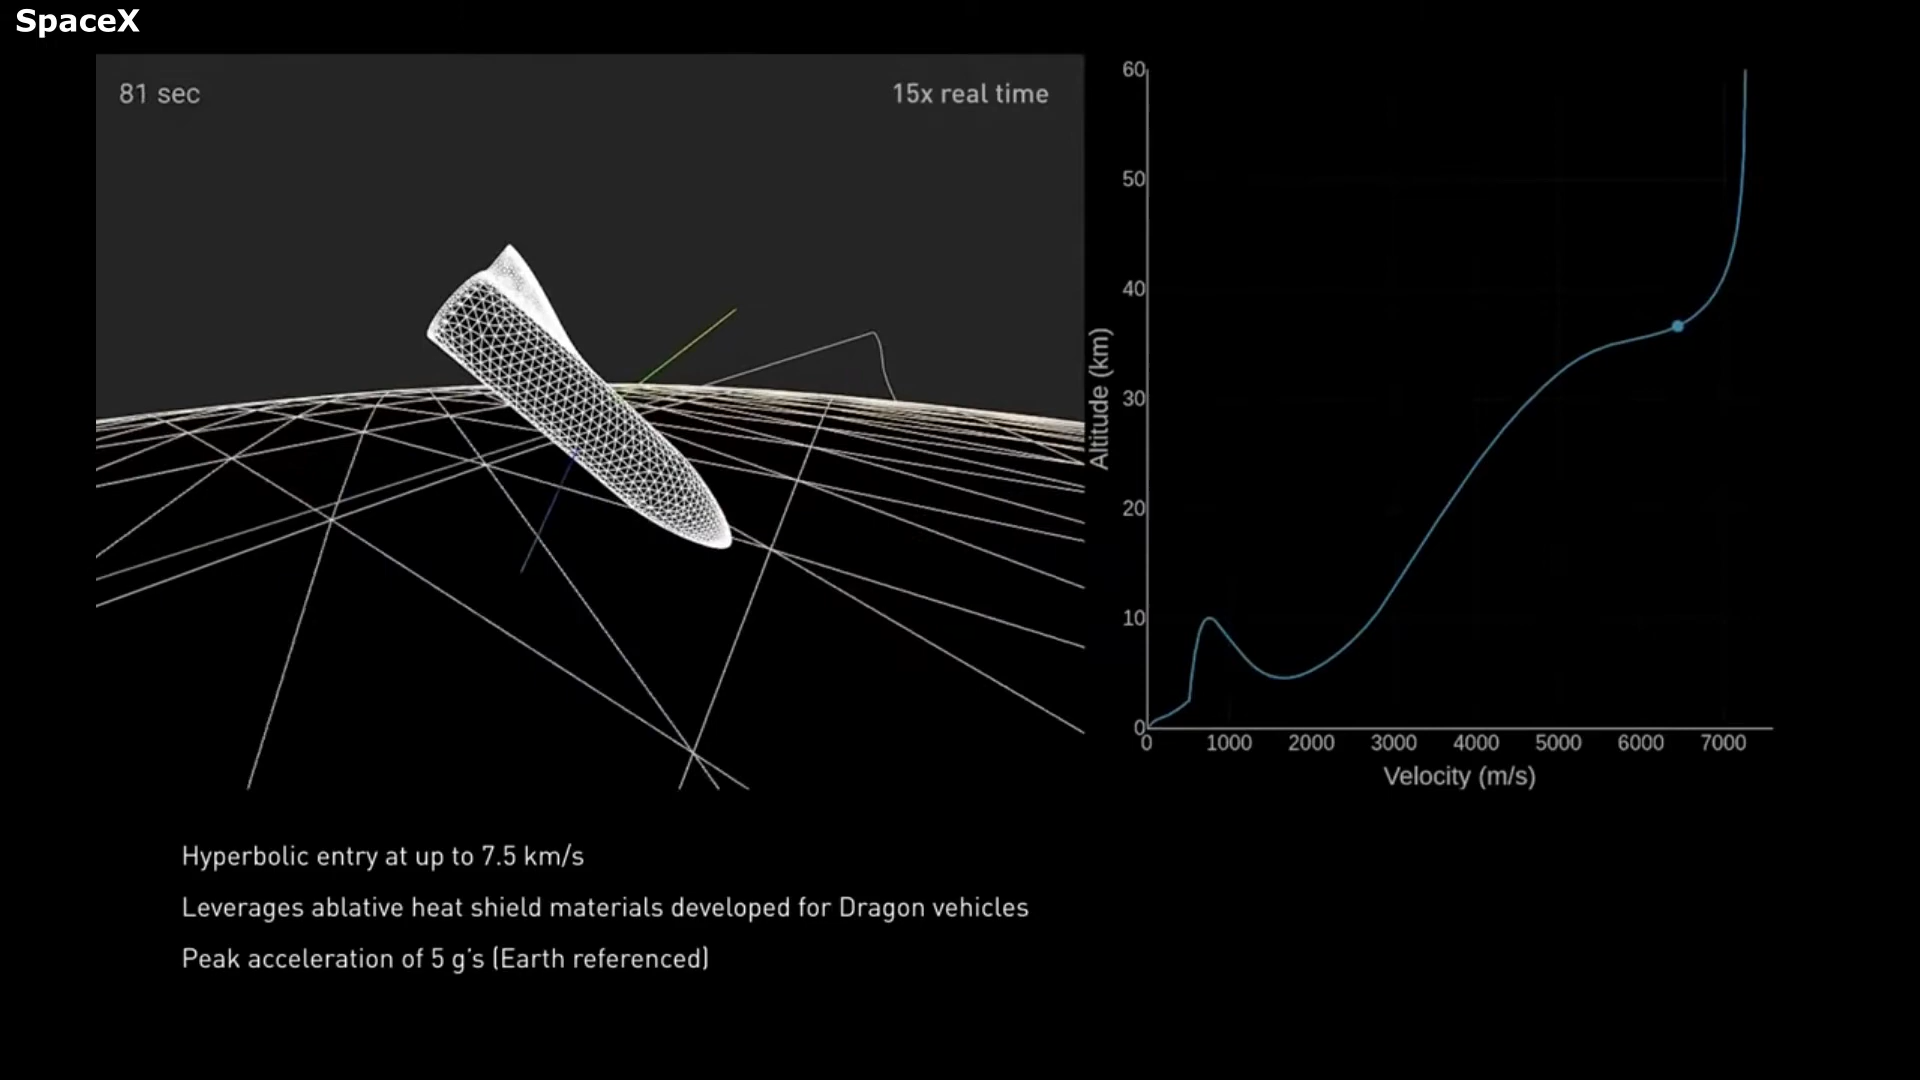 SpaceX
81 sec
15x real time
60
50
40
30
20
10
0
Altitude (km)
0 1000 2000 3000 4000 5000 6000 7000
Velocity (m/s)
Hyperbolic entry at up to 7.5 km/s
Leverages ablative heat shield materials developed for Dragon vehicles
Peak acceleration of 5 g's (Earth referenced)